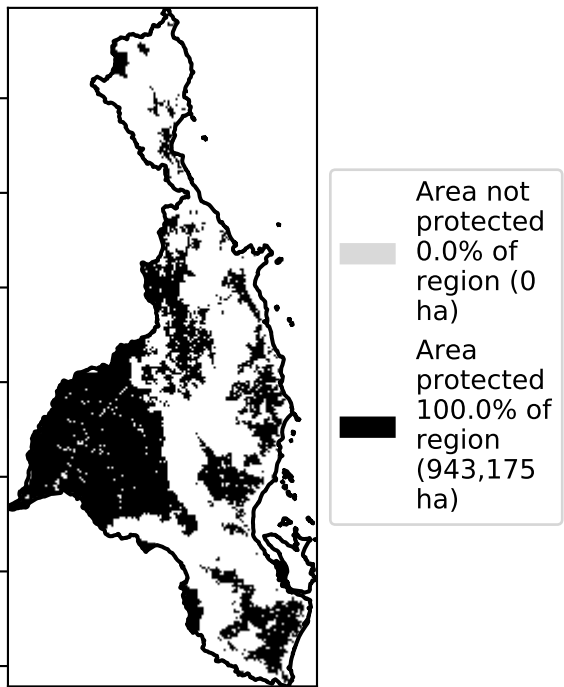 Area not
protected
0.0% of
region (0
ha)
Area
protected
100.0% of
region
(943,175
ha)